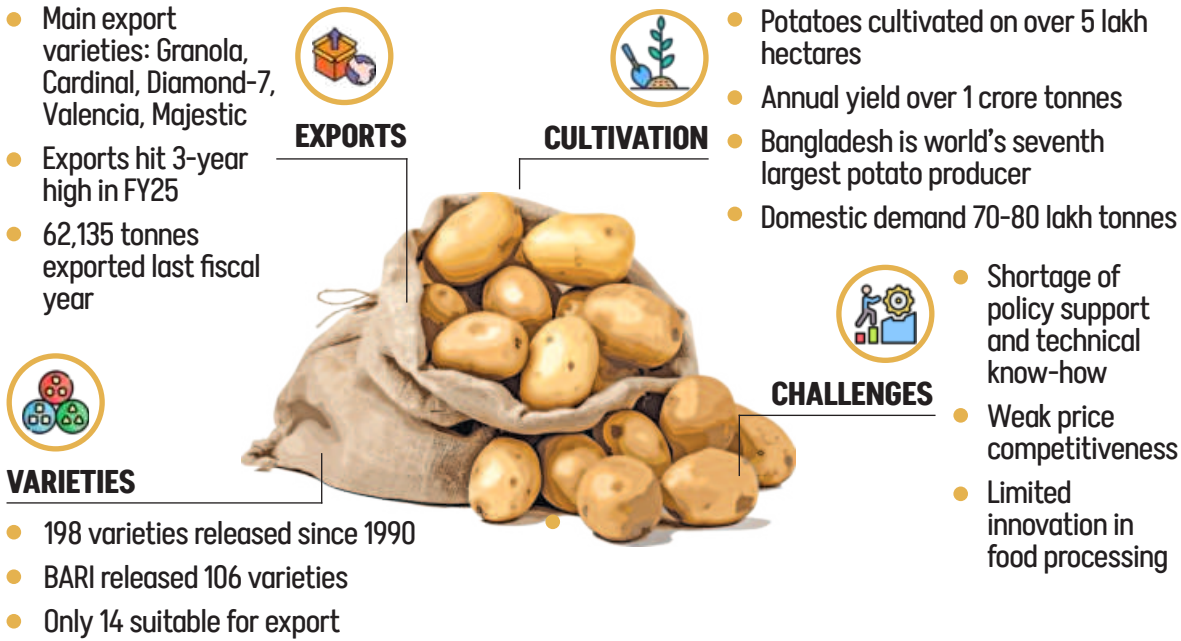 Main export
varieties: Granola,
Cardinal, Diamond-7,
Valencia, Majestic
Exports hit 3-year
high in FY25
62,135 tonnes
exported last fiscal
year
EXPORTS
CULTIVATION
Potatoes cultivated on over 5 lakh
hectares
Annual yield over 1 crore tonnes
Bangladesh is world’s seventh
largest potato producer
Domestic demand 70-80 lakh tonnes
CHALLENGES
Shortage of
policy support
and technical
know-how
Weak price
competitiveness
Limited
innovation in
food processing
VARIETIES
198 varieties released since 1990
BARI released 106 varieties
Only 14 suitable for export